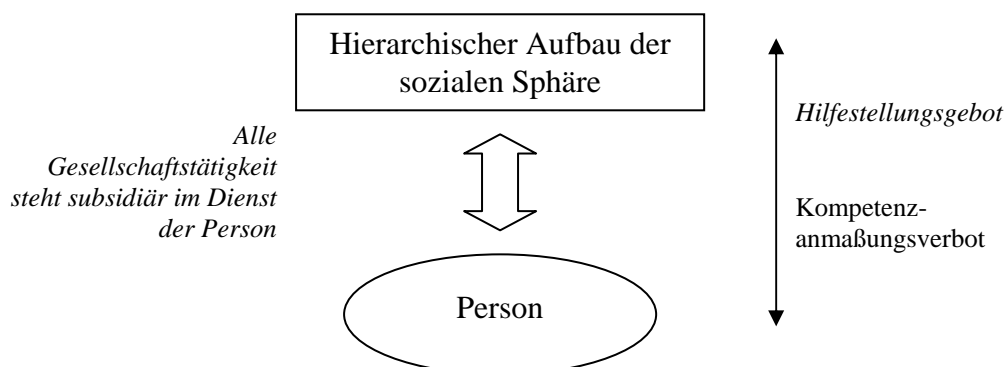 Hierarchischer Aufbau der
sozialen Sphäre
Alle
Gesellschaftstätigkeit
steht subsidiär im Dienst
der Person
Hilfestellungsgebot
Kompetenz-
anmaßungsverbot
Person